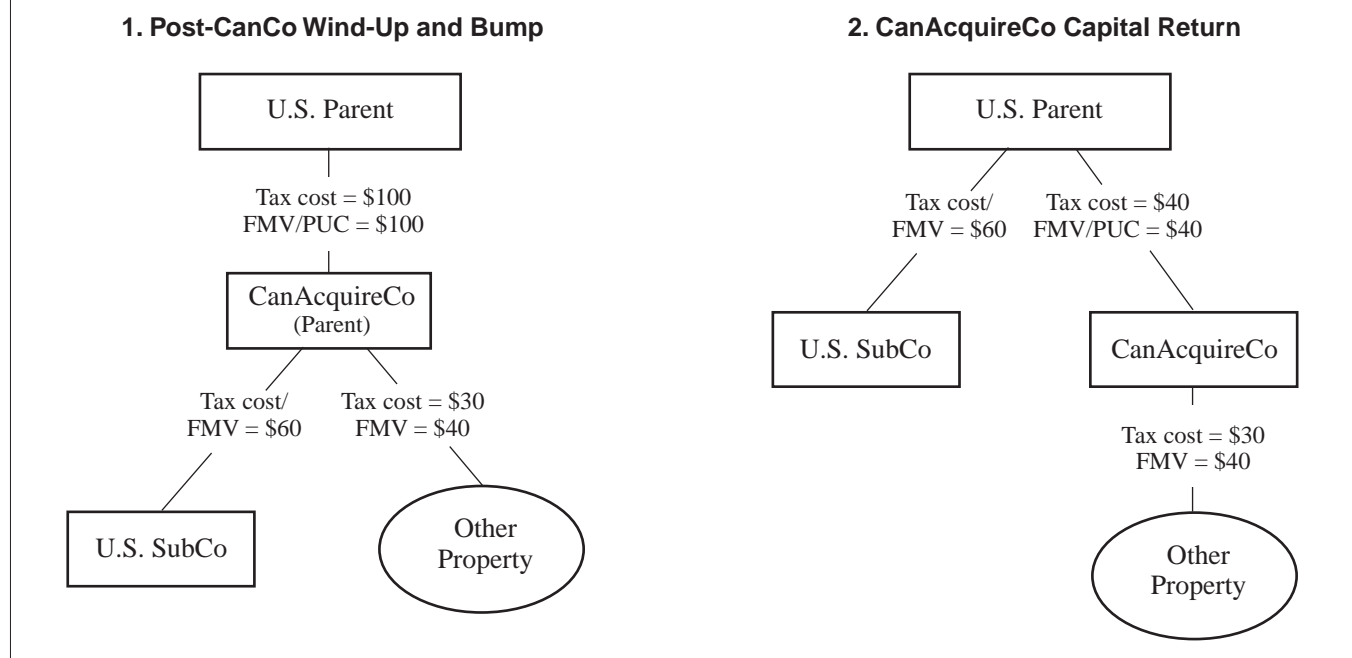 1. Post-CanCo Wind-Up and Bump
U.S. Parent
Tax cost = $100
FMV/PUC = $100
CanAcquireCo
(Parent)
Tax cost/
FMV = $60
Tax cost = $30
FMV = $40
U.S. SubCo
Other
Property
2. CanAcquireCo Capital Return
U.S. Parent
Tax cost/
FMV = $60
Tax cost = $40
FMV/PUC = $40
U.S. SubCo
CanAcquireCo
Tax cost = $30
FMV = $40
Other
Property